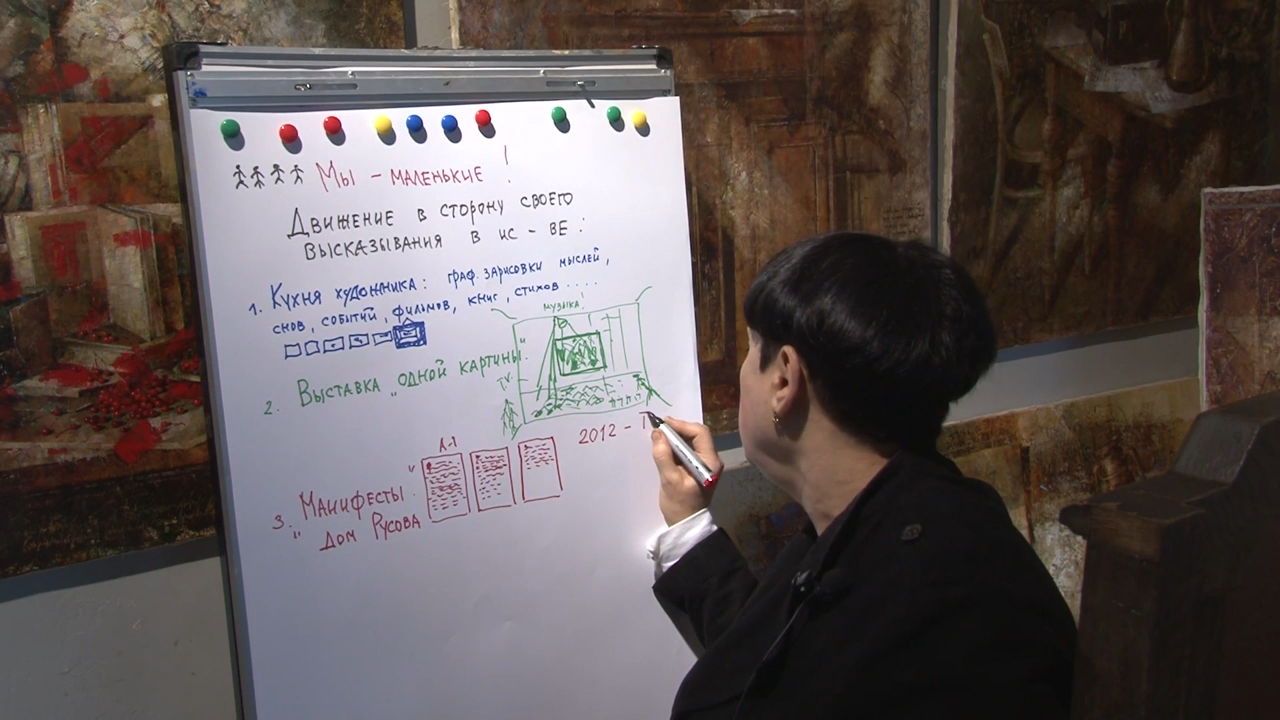 Мы - маленькие !
Движение в сторону своего
высказывания в ис - ве :
1. Кухня художника : граф. зарисовки мыслей,
снов, событий, фильмов, книг, стихов ....
музыка!
2. Выставка „одной картины“.
TV
2012 -
А-1
3. Манифесты
„Дом Русова“